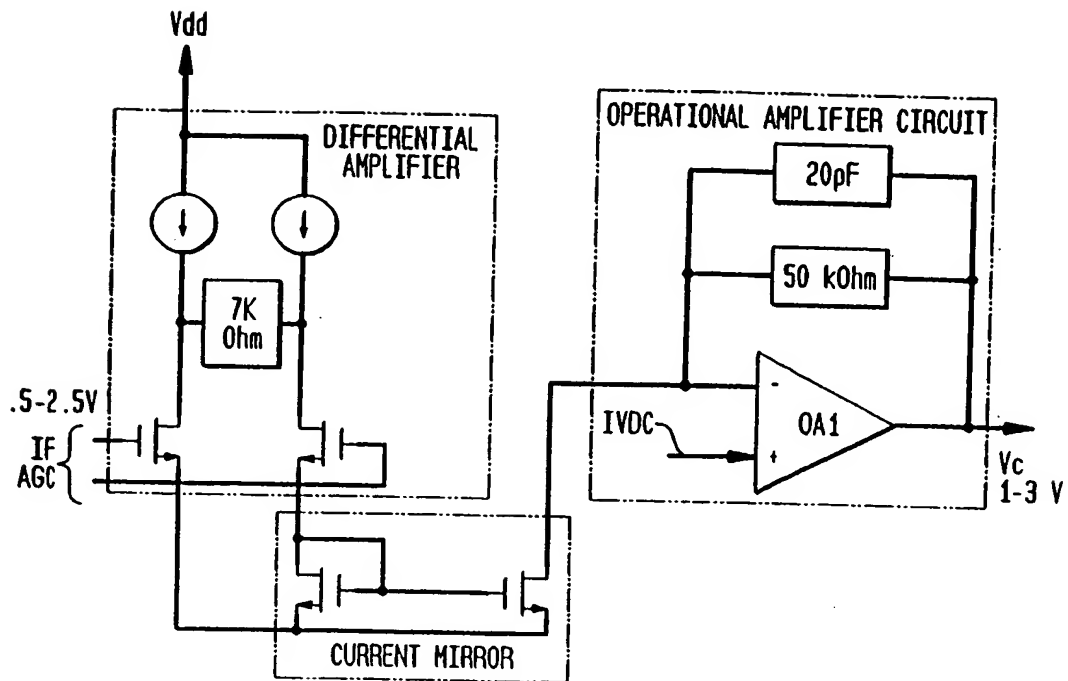 Vdd
DIFFERENTIAL
AMPLIFIER
7K
Ohm
.5-2.5V
IF
AGC
CURRENT MIRROR
OPERATIONAL AMPLIFIER CIRCUIT
20pF
50 kOhm
IVDC
-
+
OA1
Vc
1-3 V